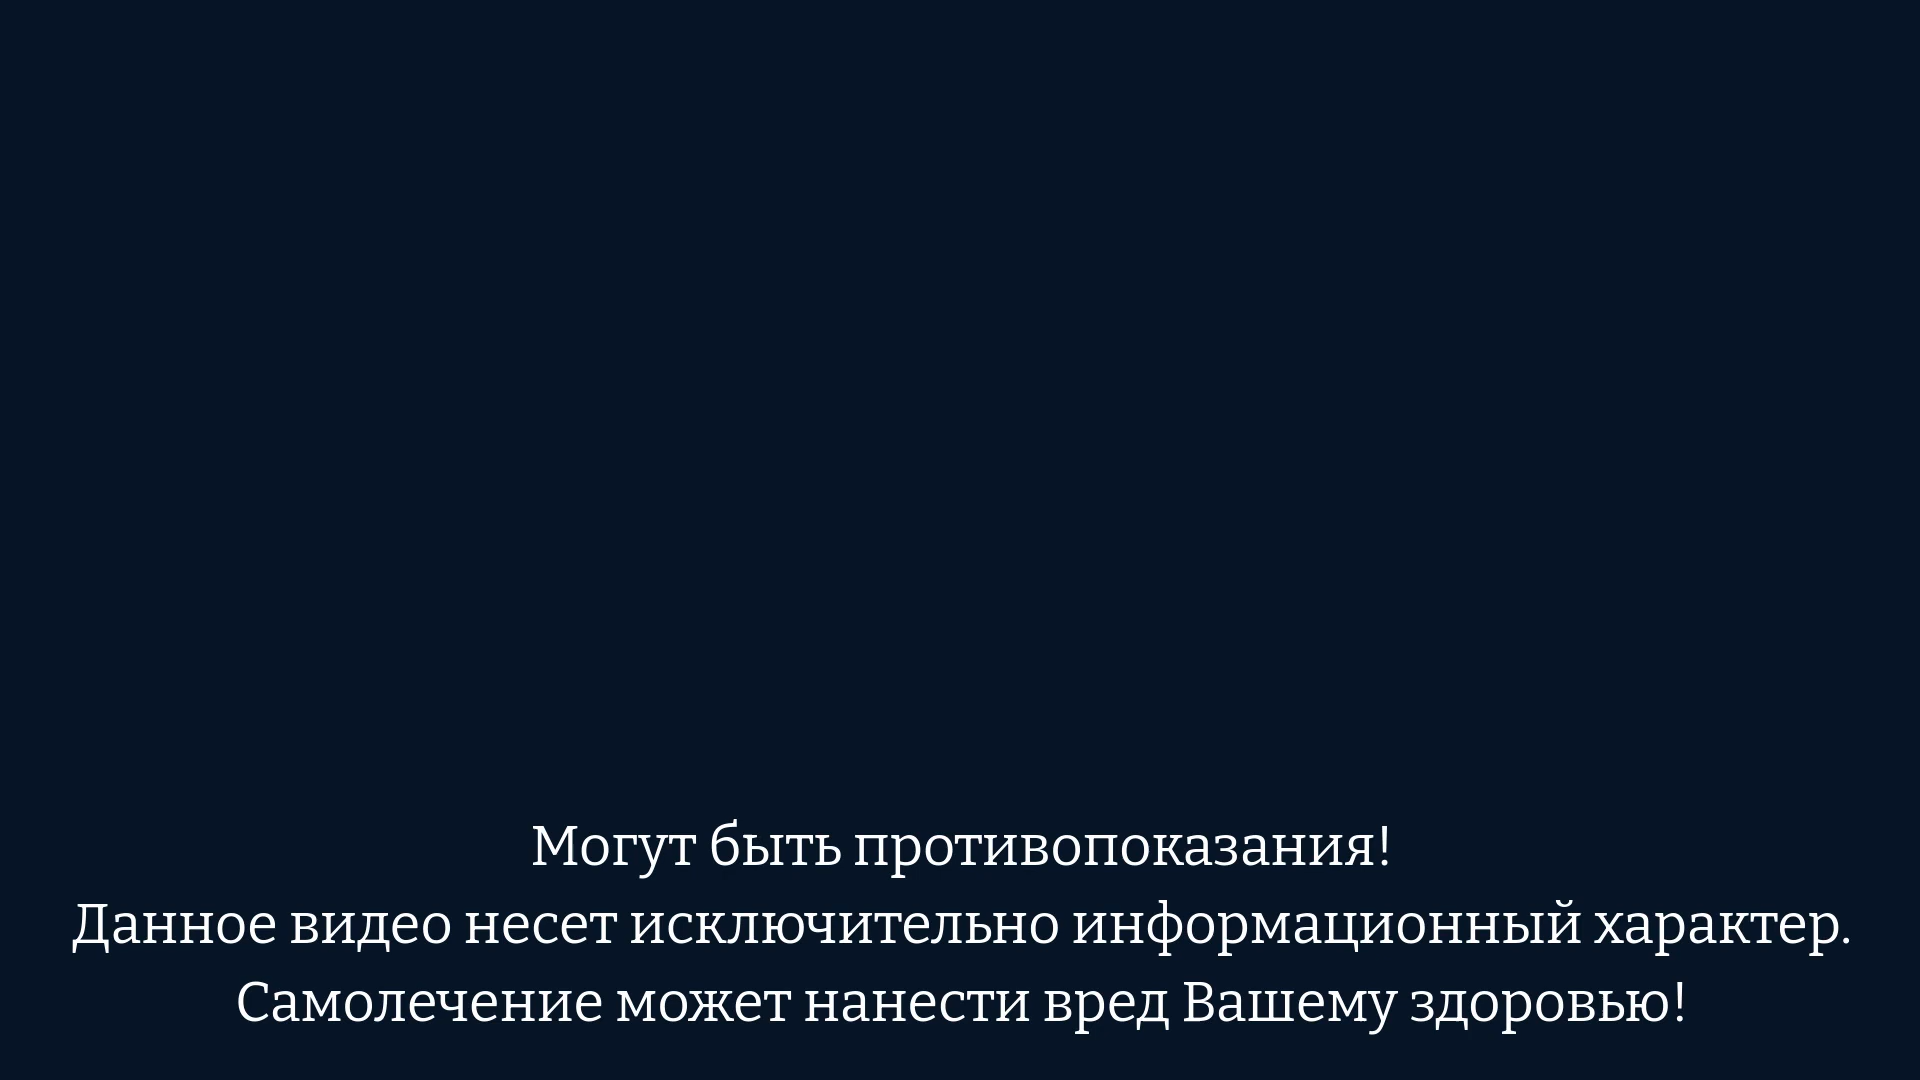 Могут быть противопоказания!
Данное видео несет исключительно информационный характер.
Самолечение может нанести вред Вашему здоровью!